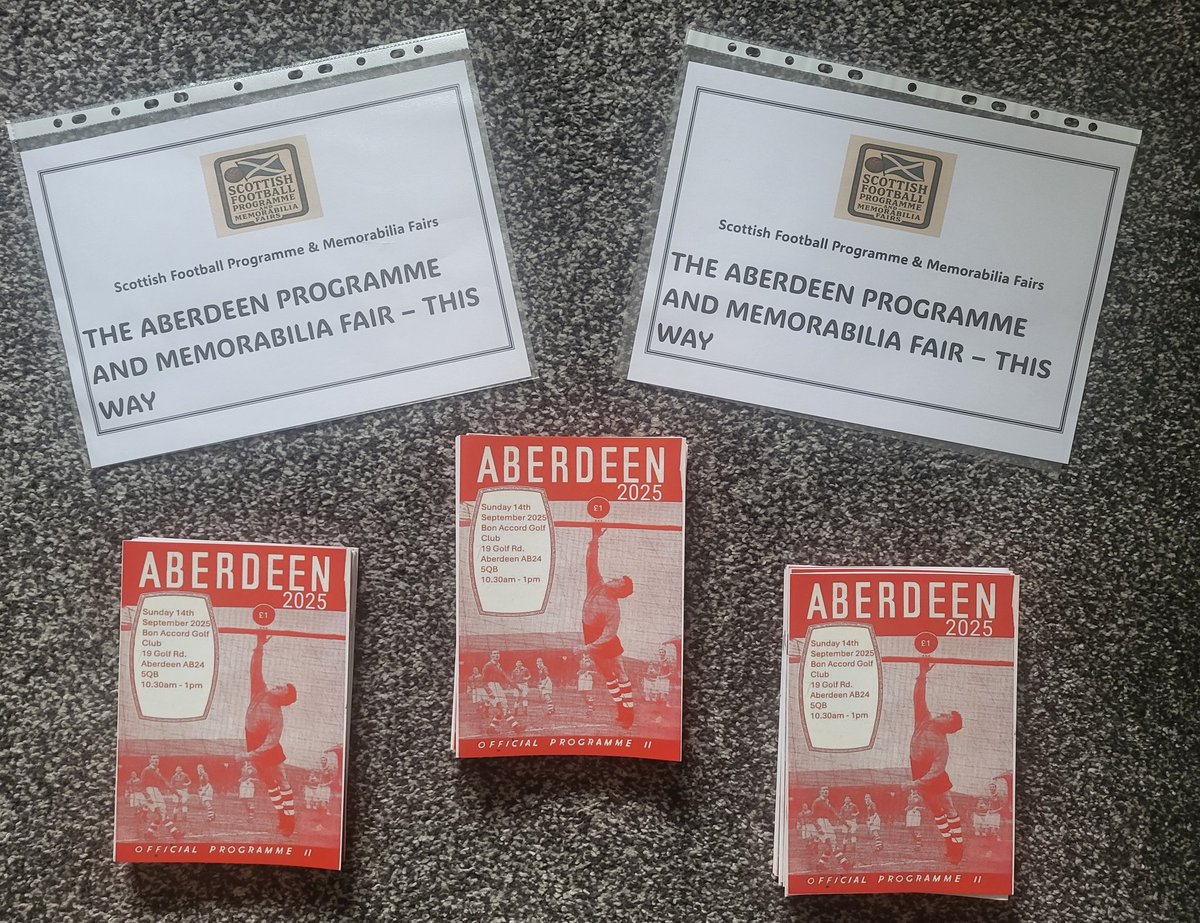 SCOTTISH
FOOTBALL
PROGRAMME
AND
MEMORABILIA
FAIRS
Scottish Football Programme & Memorabilia Fairs
THE ABERDEEN PROGRAMME
AND MEMORABILIA FAIR – THIS
WAY
SCOTTISH
FOOTBALL
PROGRAMME
AND
MEMORABILIA
FAIRS
Scottish Football Programme & Memorabilia Fairs
THE ABERDEEN PROGRAMME
AND MEMORABILIA FAIR – THIS
WAY
ABERDEEN
2025
£1
Sunday 14th
September 2025
Bon Accord Golf
Club
19 Golf Rd.
Aberdeen AB24
5QB
10.30am - 1pm
OFFICIAL PROGRAMME II
ABERDEEN
2025
£1
Sunday 14th
September 2025
Bon Accord Golf
Club
19 Golf Rd.
Aberdeen AB24
5QB
10.30am - 1pm
OFFICIAL PROGRAMME II
ABERDEEN
2025
£1
Sunday 14th
September 2025
Bon Accord Golf
Club
19 Golf Rd.
Aberdeen AB24
5QB
10.30am - 1pm
OFFICIAL PROGRAMME II